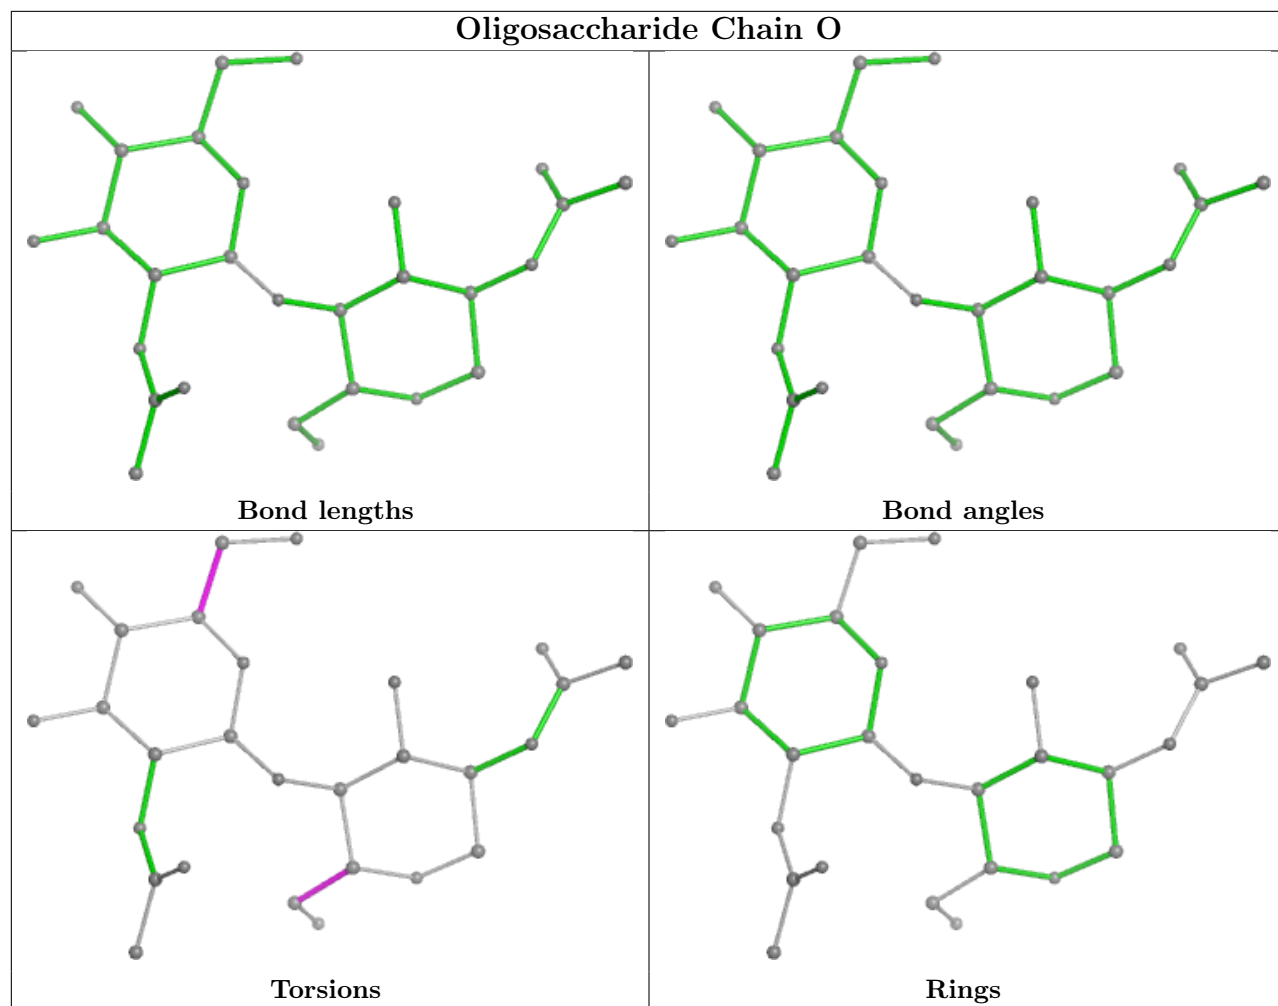 Oligosaccharide Chain O
Bond lengths
Bond angles
Torsions
Rings